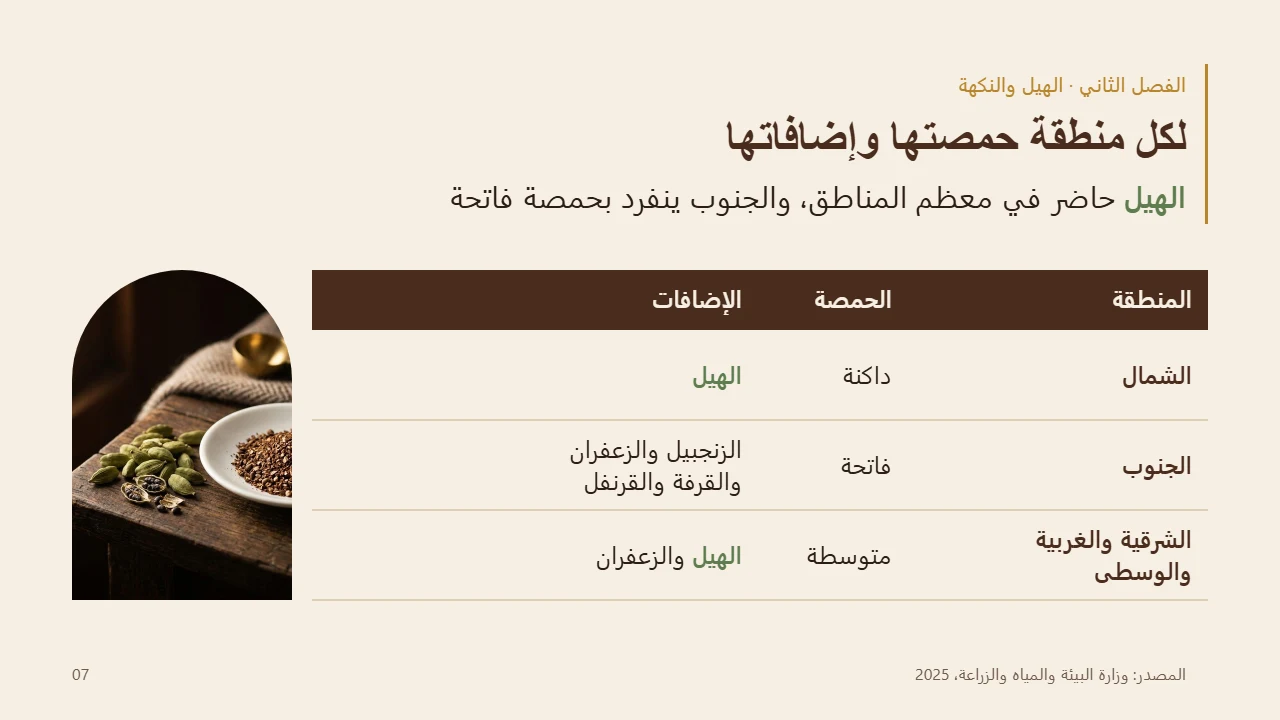 الفصل الثاني · الهيل والنكهة
لكل منطقة حمصتها وإضافاتها
الهيل حاضر في معظم المناطق، والجنوب ينفرد بحمصة فاتحة
المنطقة الحمصة الإضافات
الشمال داكنة الهيل
الجنوب فاتحة الزنجبيل والزعفران
والقرفة والقرنفل
الشرقية والغربية
والوسطى متوسطة الهيل والزعفران
المصدر: وزارة البيئة والمياه والزراعة، 2025
07